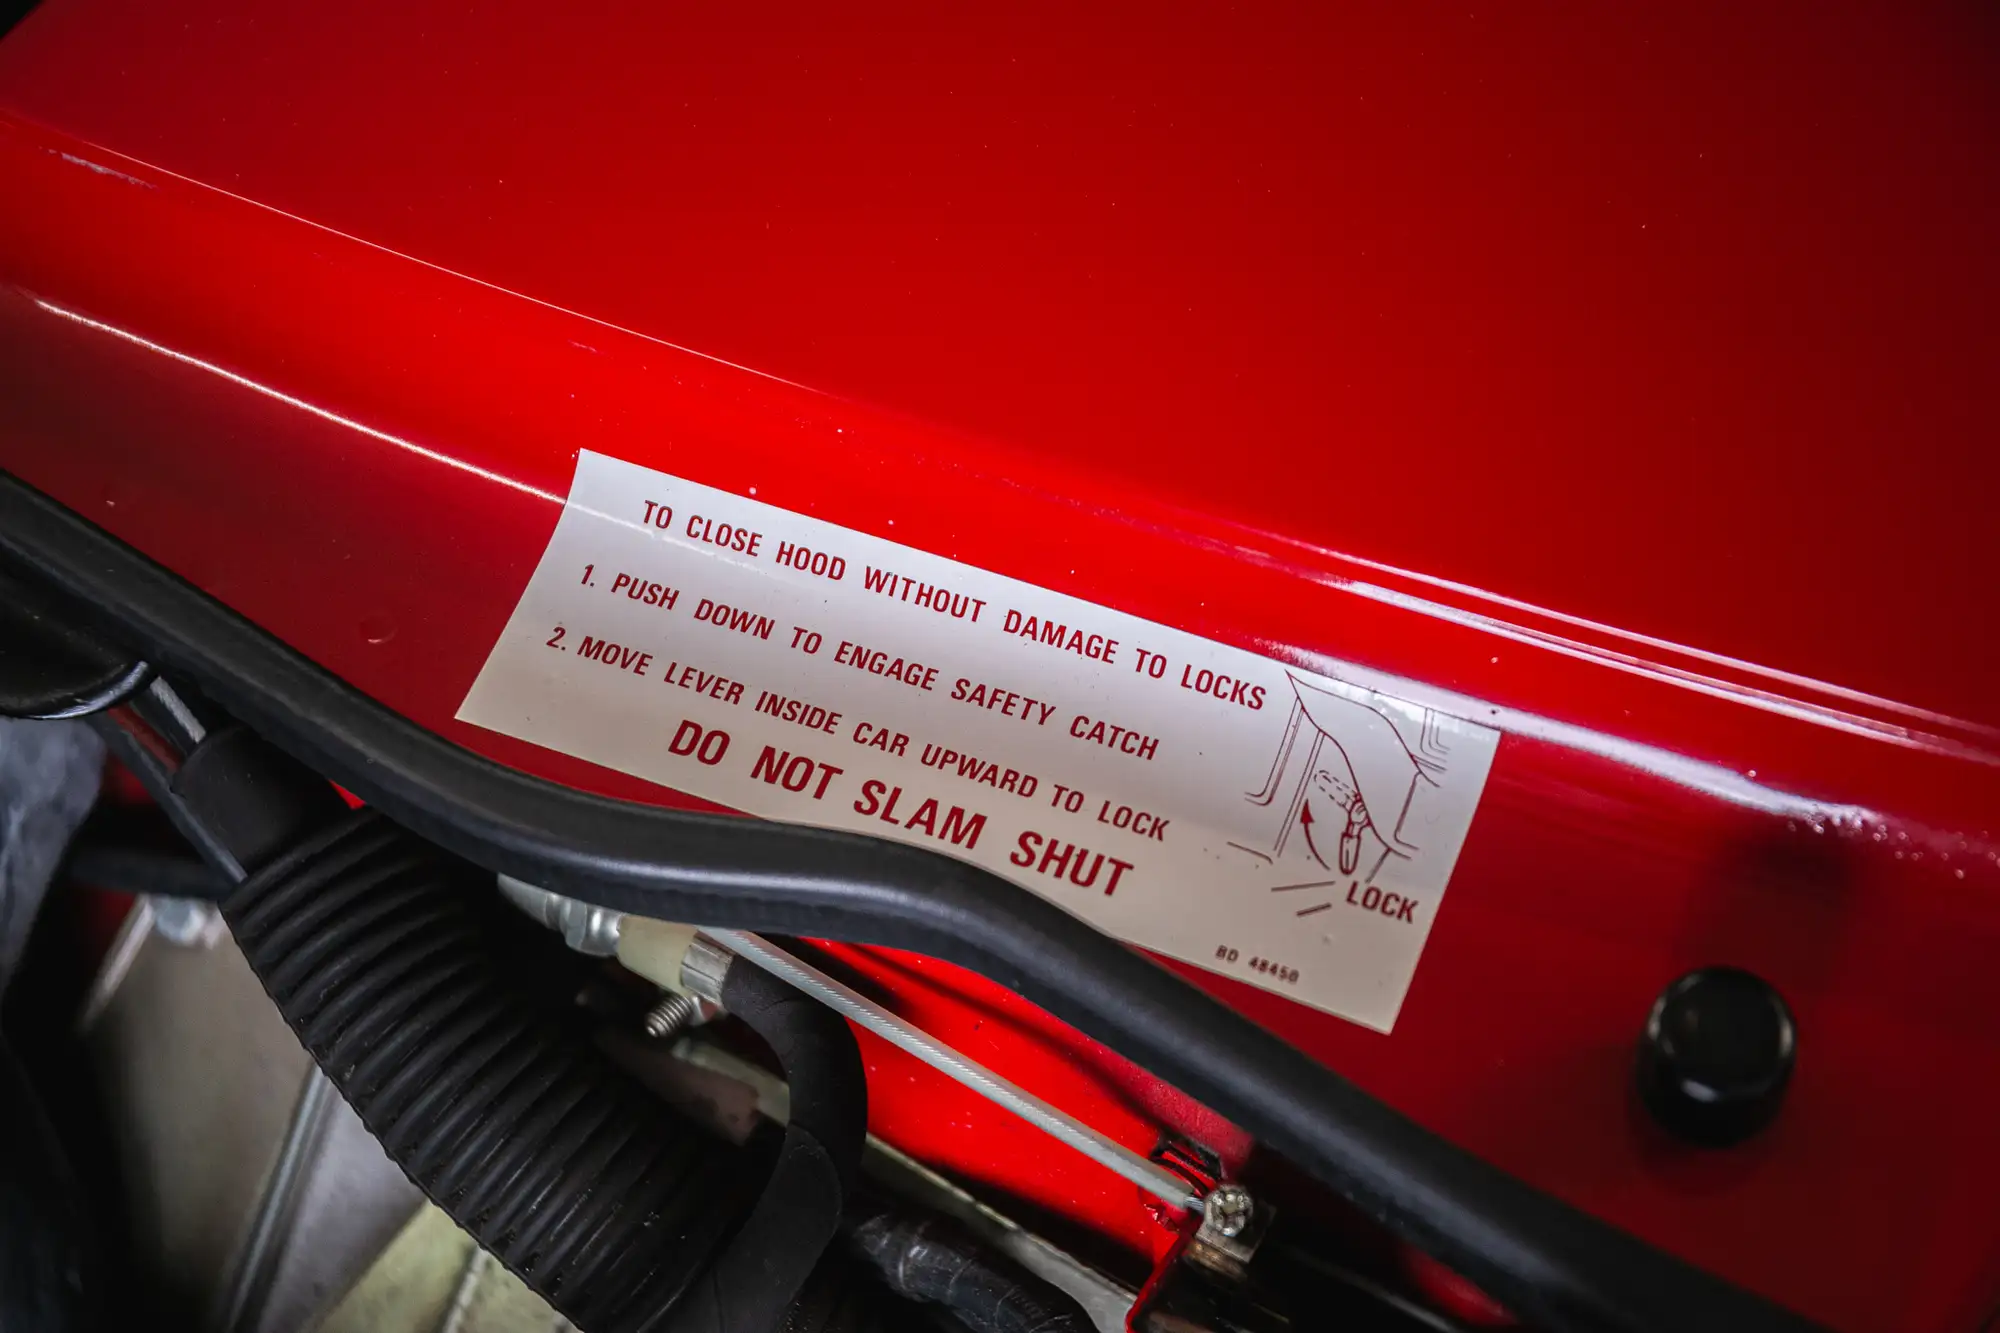 TO CLOSE HOOD WITHOUT DAMAGE TO LOCKS
1. PUSH DOWN TO ENGAGE SAFETY CATCH
2. MOVE LEVER INSIDE CAR UPWARD TO LOCK
DO NOT SLAM SHUT
LOCK
BD 48450